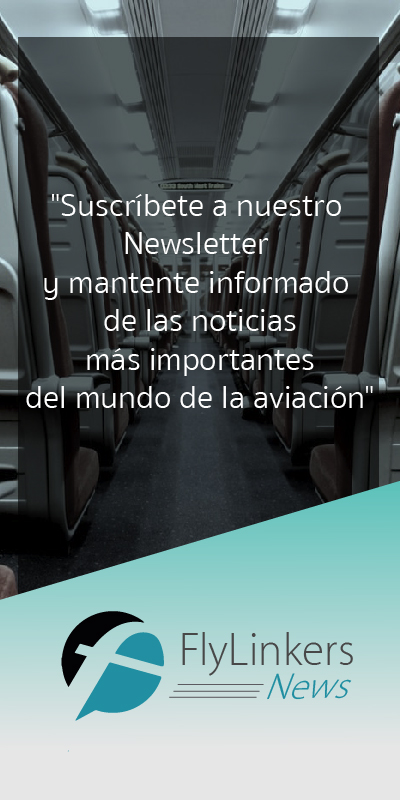 "Suscríbete a nuestro
Newsletter
y mantente informado
de las noticias
más importantes
del mundo de la aviación"
FlyLinkers
News